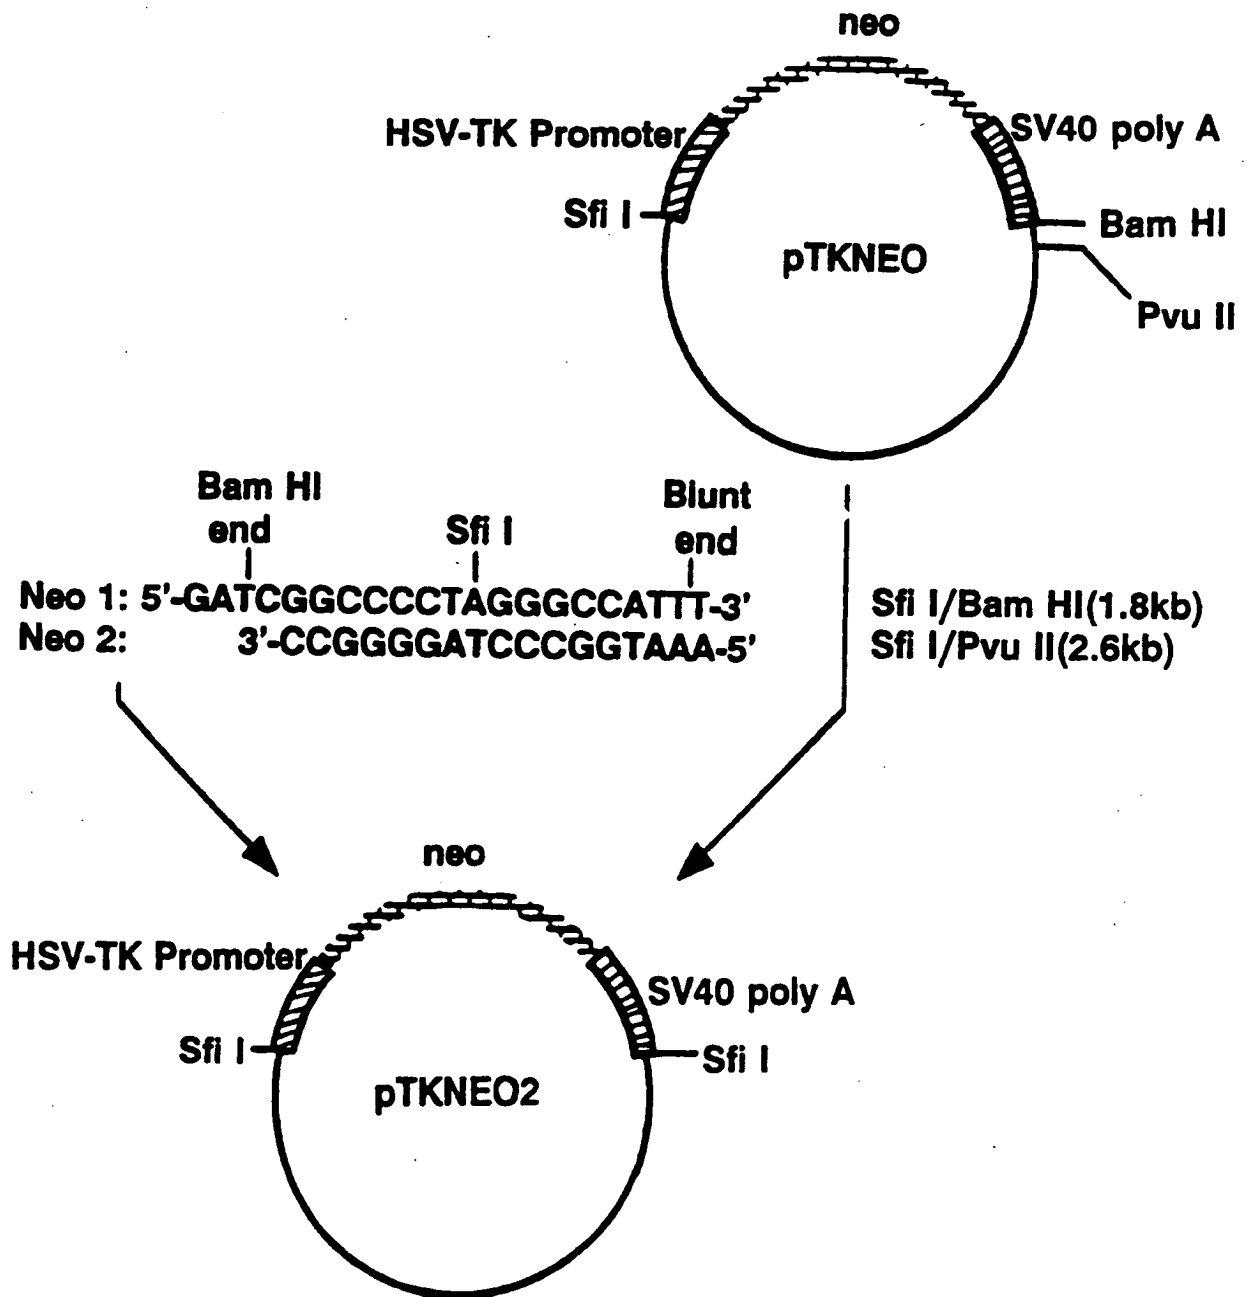 neo
HSV-TK Promoter
SV40 poly A
Sfi I
Bam HI
pTKNEO
Pvu II
Bam HI
end
Sfi I
Blunt
end
Neo 1: 5'-GATCGGCCCCTAGGGCCATTT-3'
Neo 2: 3'-CCGGGGATCCCGGTAAA-5'
Sfi I/Bam HI(1.8kb)
Sfi I/Pvu II(2.6kb)
neo
HSV-TK Promoter
SV40 poly A
Sfi I
Sfi I
pTKNEO2